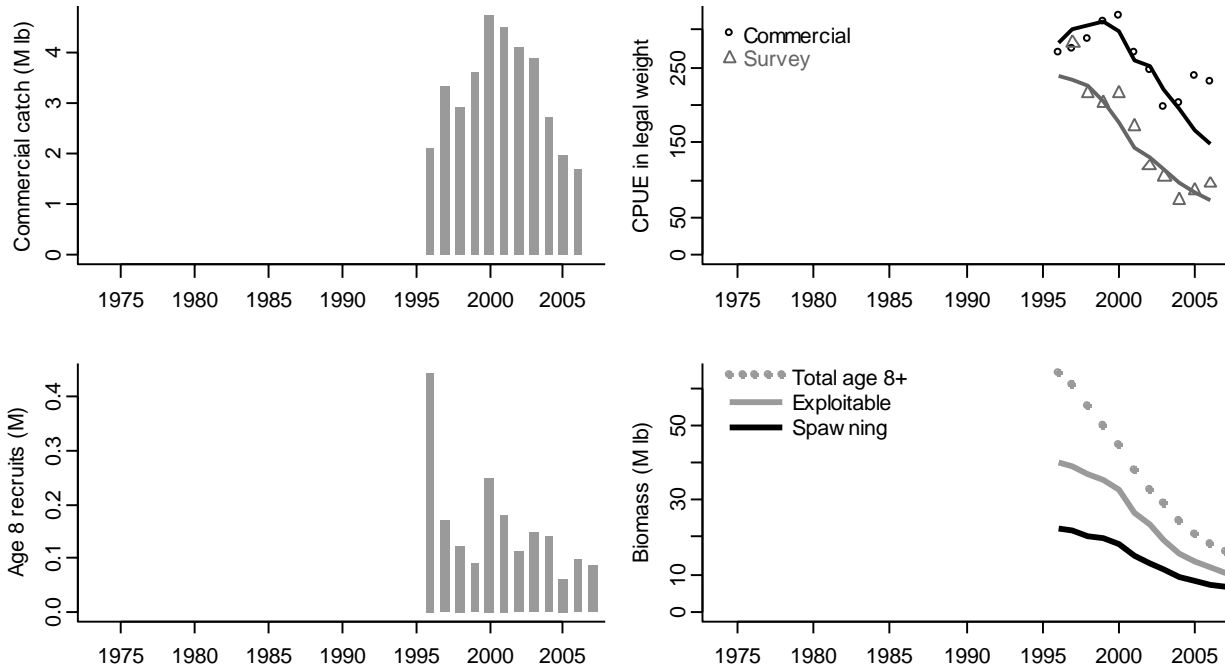 Commercial catch (M lb)
0 1 2 3 4
1975 1980 1985 1990 1995 2000 2005
CPUE in legal weight
50 150 250
Commercial
Survey
0
1975 1980 1985 1990 1995 2000 2005
Age 8 recruits (M)
0.0 0.1 0.2 0.3 0.4
1975 1980 1985 1990 1995 2000 2005
Biomass (M lb)
0 10 30 50
Total age 8+
Exploitable
Spaw ning
1975 1980 1985 1990 1995 2000 2005